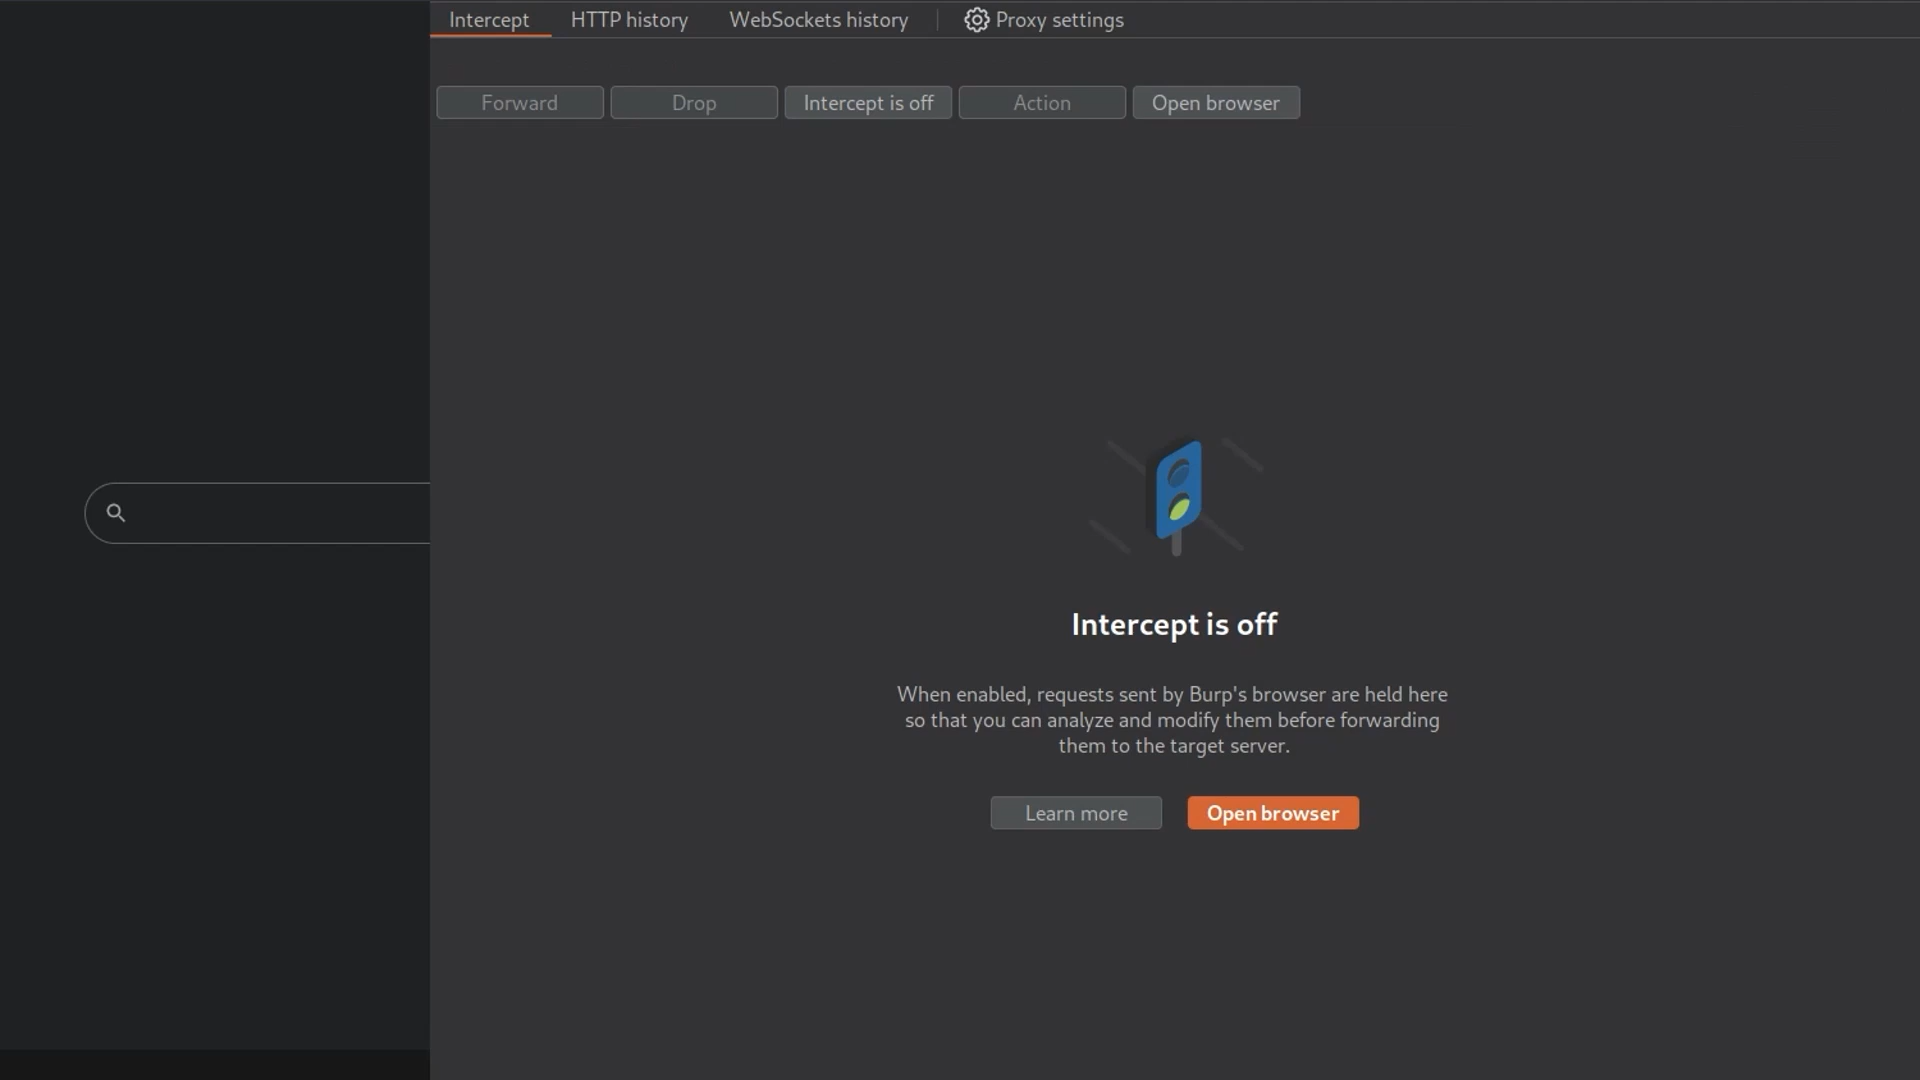 Intercept HTTP history WebSockets history Proxy settings
Forward Drop Intercept is off Action Open browser
Intercept is off
When enabled, requests sent by Burp's browser are held here
so that you can analyze and modify them before forwarding
them to the target server.
Learn more Open browser